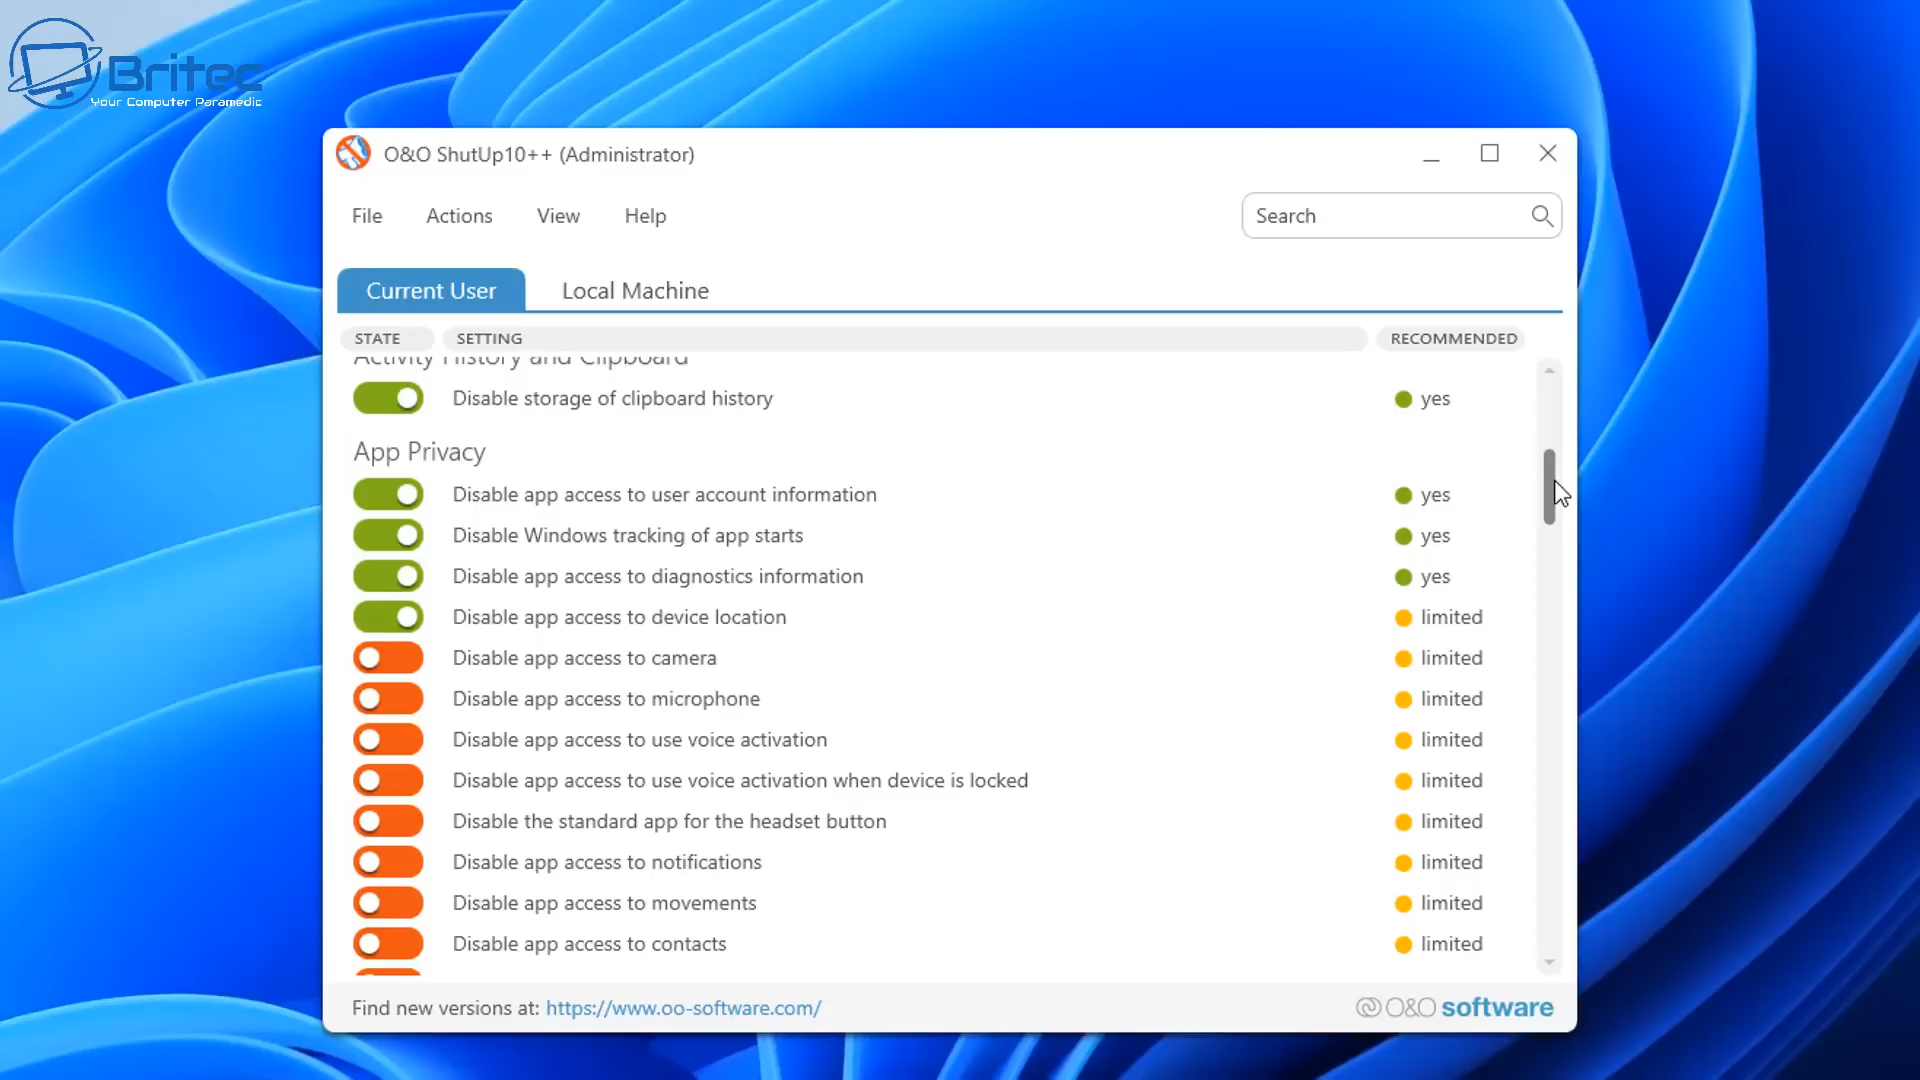 Britec
Your Computer Paramedic
O&O ShutUp10++ (Administrator)
File Actions View Help Search
Current User Local Machine
STATE SETTING RECOMMENDED
Activity History and Clipboard
Disable storage of clipboard history yes
App Privacy
Disable app access to user account information yes
Disable Windows tracking of app starts yes
Disable app access to diagnostics information yes
Disable app access to device location limited
Disable app access to camera limited
Disable app access to microphone limited
Disable app access to use voice activation limited
Disable app access to use voice activation when device is locked limited
Disable the standard app for the headset button limited
Disable app access to notifications limited
Disable app access to movements limited
Disable app access to contacts limited
Find new versions at: https://www.oo-software.com/ O&O software